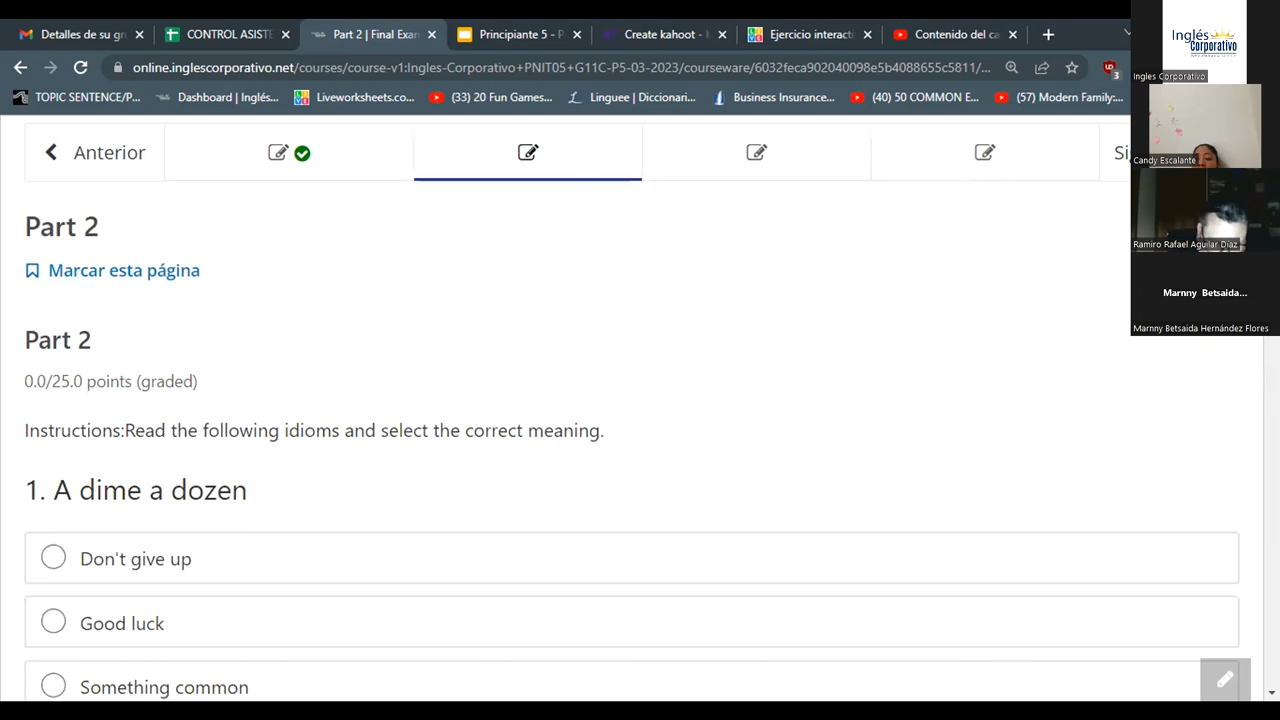 Detalles de su gr
CONTROL ASISTE
Part 2 | Final Exan
Principiante 5 - P
Create kahoot -
Ejercicio interact
Contenido del ca
online.inglescorporativo.net/courses/course-v1:Ingles-Corporativo+PNIT05+G11C-P5-03-2023/courseware/
TOPIC SENTENCE/P...
Dashboard | Inglés...
Liveworksheets.co...
(33) 20 Fun Games...
Linguee | Diccionari...
Business Insurance...
(40) 50 COMMON E...
(57) Modern Family:...
Inglés
Corporativo
Ingles Corporativo
Candy Escalante
Ramiro Rafael Aguilar Díaz
Marnny Betsaida...
Marnny Betsaida Hernández Flores
Anterior
Part 2
Marcar esta página
Part 2
0.0/25.0 points (graded)
Instructions:Read the following idioms and select the correct meaning.
1. A dime a dozen
Don't give up
Good luck
Something common